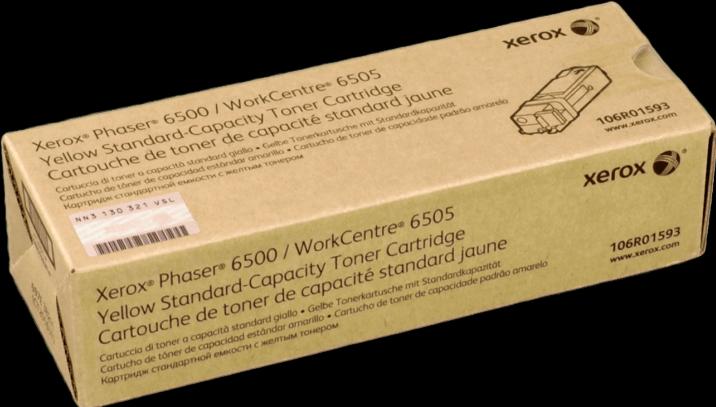 xerox
Xerox® Phaser® 6500 / WorkCentre® 6505
Yellow Standard-Capacity Toner Cartridge
Cartouche de toner de capacité standard jaune
Cartuccia di toner a capacità standard giallo • Gelbe Tonerkartusche mit Standardkapazität
Cartucho de tóner de capacidad estándar amarillo • Cartucho de toner de capacidade padrão amarelo
Картридж стандартной емкости с желтым тонером
106R01593
www.xerox.com
NN3 130 321 VSL
xerox
Xerox® Phaser® 6500 / WorkCentre® 6505
Yellow Standard-Capacity Toner Cartridge
Cartouche de toner de capacité standard jaune
Cartuccia di toner a capacità standard giallo • Gelbe Tonerkartusche mit Standardkapazität
Cartucho de tóner de capacidad estándar amarillo • Cartucho de toner de capacidade padrão amarelo
Картридж стандартной емкости с желтым тонером
106R01593
www.xerox.com